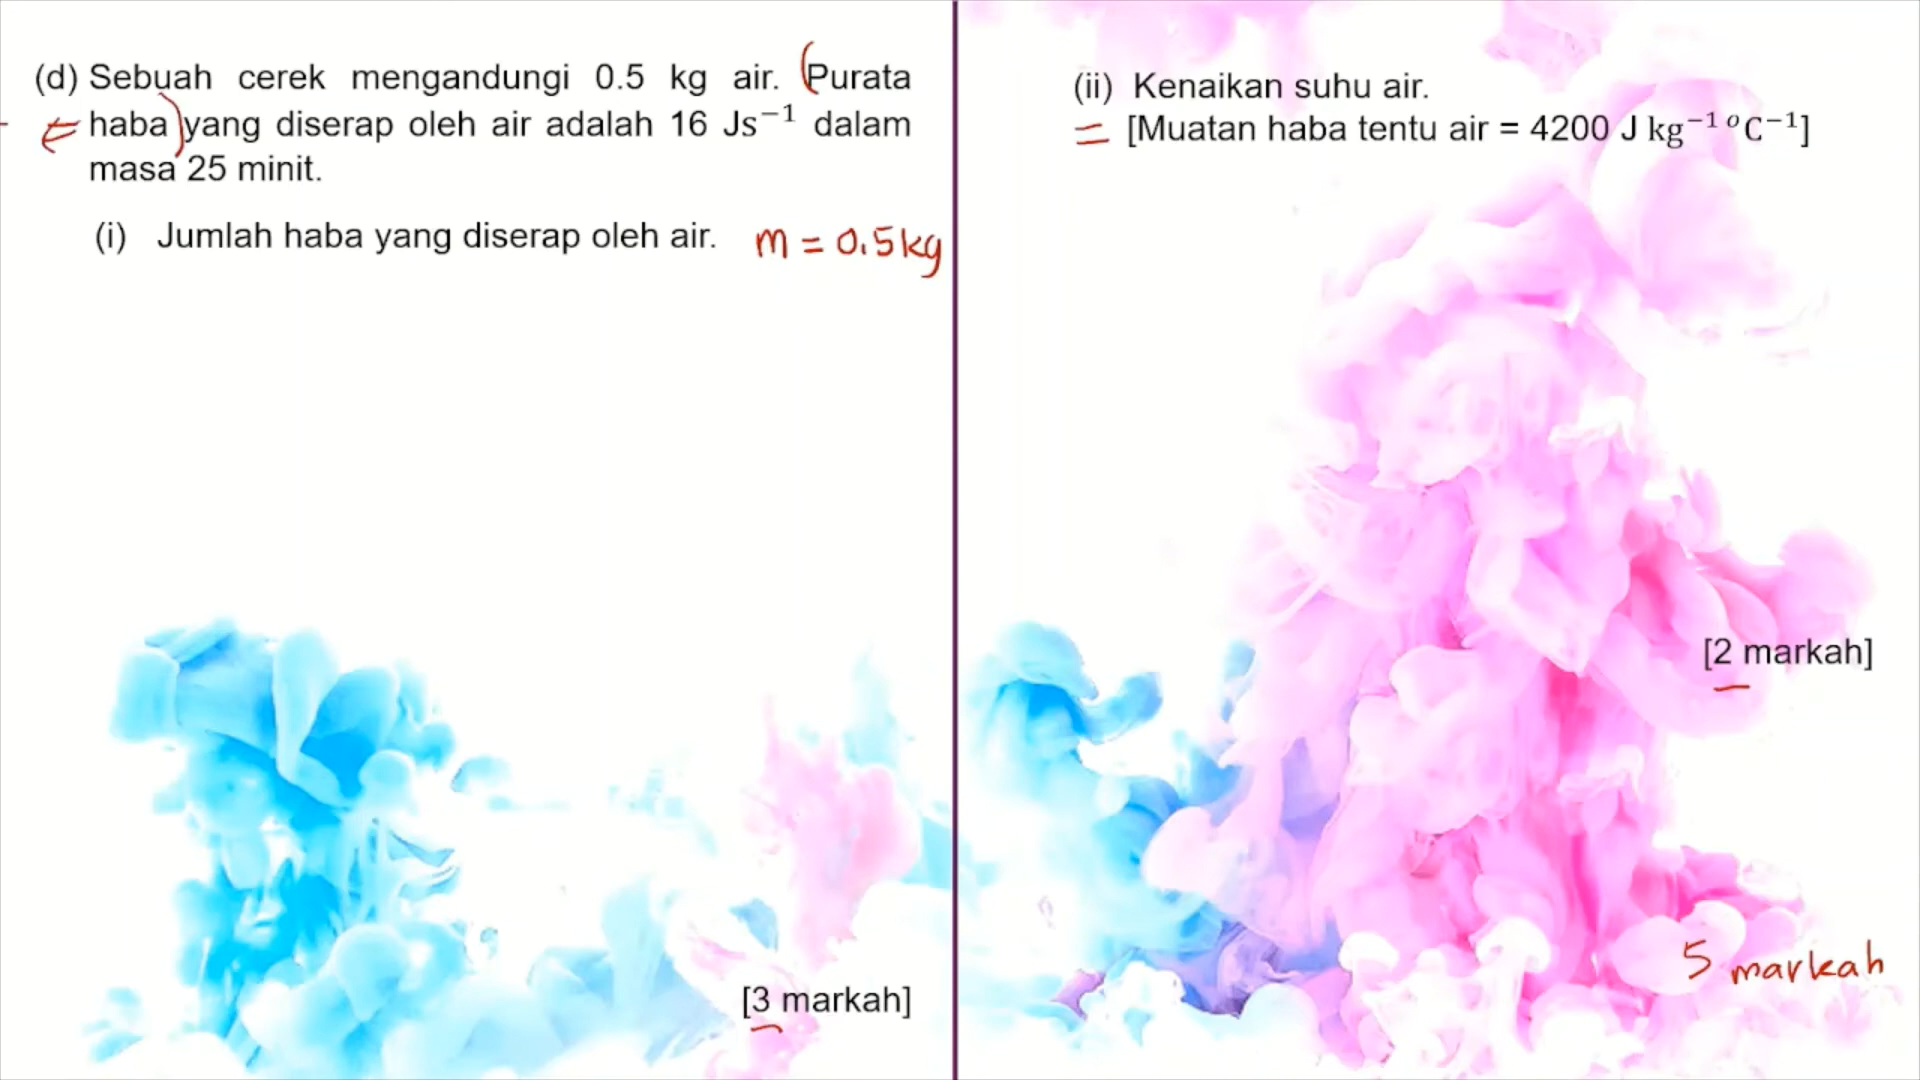 (d) Sebuah cerek mengandungi 0.5 kg air. (Purata
haba) yang diserap oleh air adalah 16 Js⁻¹ dalam
masa 25 minit.
(i) Jumlah haba yang diserap oleh air. m = 0.5kg
[3 markah]
(ii) Kenaikan suhu air.
= [Muatan haba tentu air = 4200 J kg⁻¹ °C⁻¹]
[2 markah]
5 markah